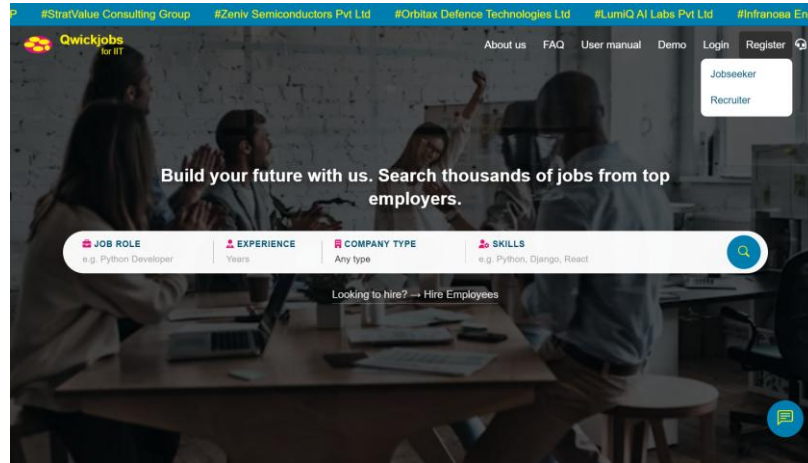 P #StratValue Consulting Group #Zeniv Semiconductors Pvt Ltd #Orbitax Defence Technologies Ltd #LumiQ AI Labs Pvt Ltd #Infranosa En
Qwickjobs
for IIT
About us FAQ User manual Demo Login Register
Jobseeker
Recruiter
Build your future with us. Search thousands of jobs from top
employers.
JOB ROLE EXPERIENCE COMPANY TYPE SKILLS
e.g. Python Developer Years Any type e.g. Python, Django, React
Looking to hire? → Hire Employees